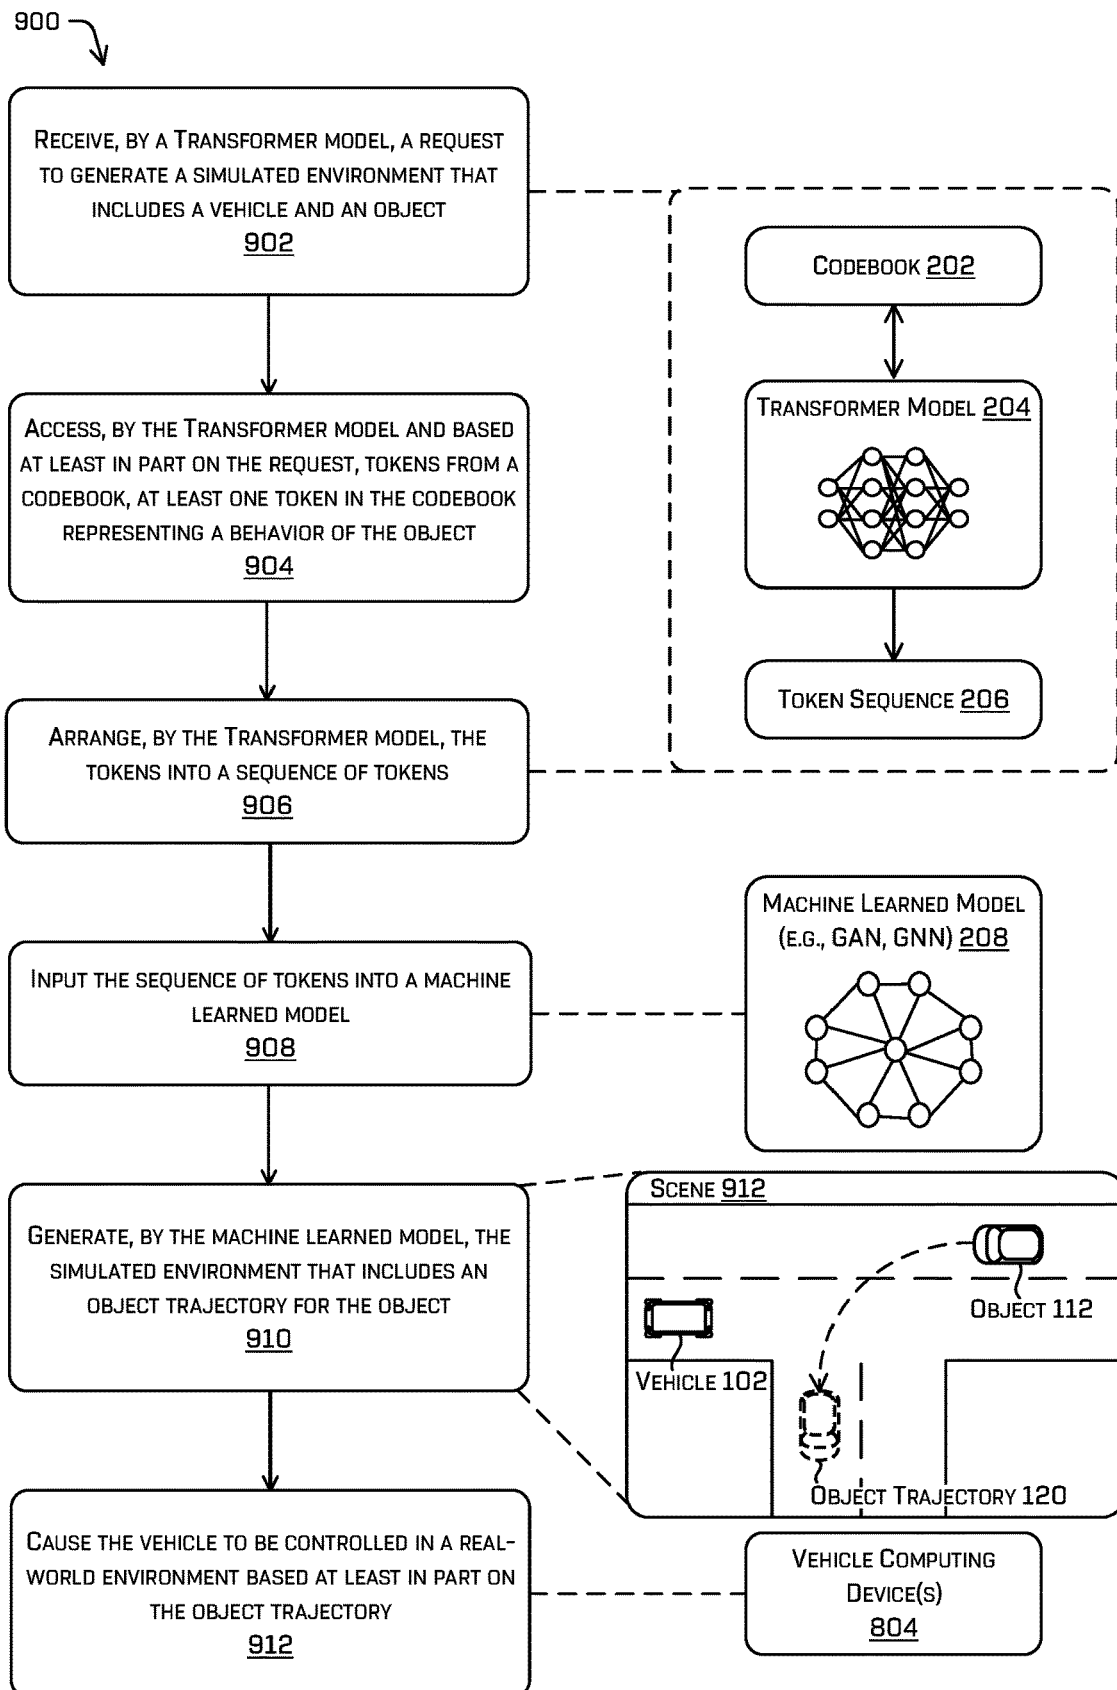 900
RECEIVE, BY A TRANSFORMER MODEL, A REQUEST
TO GENERATE A SIMULATED ENVIRONMENT THAT
INCLUDES A VEHICLE AND AN OBJECT
902
CODEBOOK 202
TRANSFORMER MODEL 204
TOKEN SEQUENCE 206
ACCESS, BY THE TRANSFORMER MODEL AND BASED
AT LEAST IN PART ON THE REQUEST, TOKENS FROM A
CODEBOOK, AT LEAST ONE TOKEN IN THE CODEBOOK
REPRESENTING A BEHAVIOR OF THE OBJECT
904
ARRANGE, BY THE TRANSFORMER MODEL, THE
TOKENS INTO A SEQUENCE OF TOKENS
906
INPUT THE SEQUENCE OF TOKENS INTO A MACHINE
LEARNED MODEL
908
MACHINE LEARNED MODEL
(E.G., GAN, GNN) 208
GENERATE, BY THE MACHINE LEARNED MODEL, THE
SIMULATED ENVIRONMENT THAT INCLUDES AN
OBJECT TRAJECTORY FOR THE OBJECT
910
SCENE 912
OBJECT 112
VEHICLE 102
OBJECT TRAJECTORY 120
CAUSE THE VEHICLE TO BE CONTROLLED IN A REAL-
WORLD ENVIRONMENT BASED AT LEAST IN PART ON
THE OBJECT TRAJECTORY
912
VEHICLE COMPUTING
DEVICE(S)
804